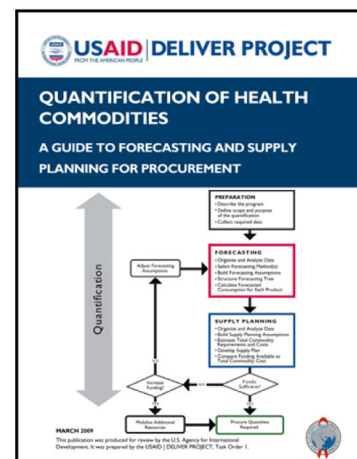 USAID | DELIVER PROJECT
FROM THE AMERICAN PEOPLE
QUANTIFICATION OF HEALTH
COMMODITIES
A GUIDE TO FORECASTING AND SUPPLY
PLANNING FOR PROCUREMENT
Quantification
PREPARATION
• Describe the program
• Define scope and purpose
of the quantification
• Collect required data
FORECASTING
• Organize and Analyze Data
• Select Forecasting Method(s)
• Build Forecasting Assumptions
• Structure Forecasting Tree
• Calculate Forecasted
Consumption for Each Product
Adjust Forecasting
Assumptions
SUPPLY PLANNING
• Organize and Analyze Data
• Build Supply Planning Assumptions
• Estimate Total Commodity
Requirements and Costs
• Develop Supply Plan
• Compare Funding Available to
Total Commodity Cost
Increase
Funding?
Funds
Sufficient?
Mobilize Additional
Resources
Procure Quantities
Required
MARCH 2009
This publication was produced for review by the U.S. Agency for International
Development. It was prepared by the USAID | DELIVER PROJECT, Task Order 1.